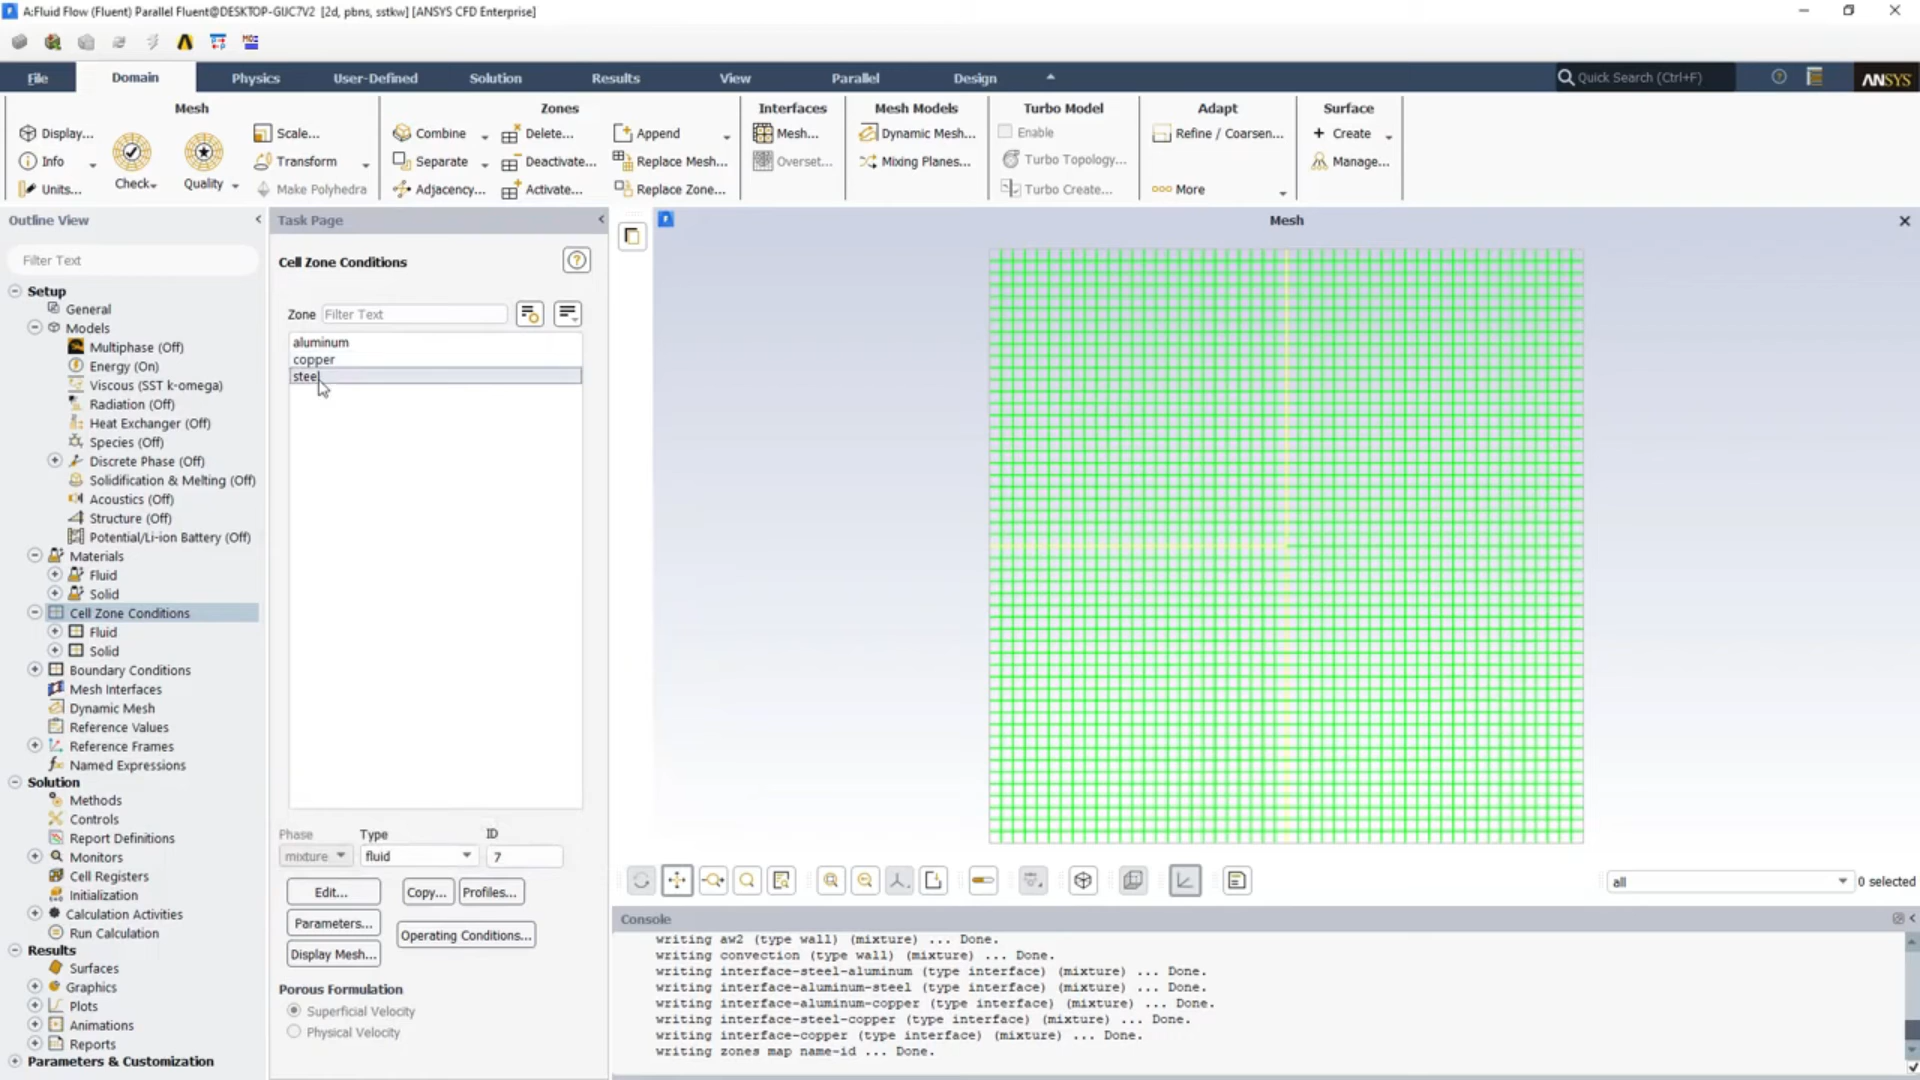 A:Fluid Flow (Fluent) Parallel Fluent@DESKTOP-GIJC7V2 [2d, pbns, sstkw] [ANSYS CFD Enterprise]
File
Domain
Physics
User-Defined
Solution
Results
View
Parallel
Design
Quick Search (Ctrl+F)
ANSYS
Mesh
Zones
Interfaces
Mesh Models
Turbo Model
Adapt
Surface
Display...
Scale...
Combine
Delete...
Append
Mesh...
Dynamic Mesh...
Enable
Refine / Coarsen...
Create
Info
Transform
Separate
Deactivate...
Replace Mesh...
Overset...
Mixing Planes...
Turbo Topology...
Manage...
Units...
Check
Quality
Make Polyhedra
Adjacency...
Activate...
Replace Zone...
Turbo Create...
More
Outline View
Filter Text
Setup
General
Models
Multiphase (Off)
Energy (On)
Viscous (SST k-omega)
Radiation (Off)
Heat Exchanger (Off)
Species (Off)
Discrete Phase (Off)
Solidification & Melting (Off)
Acoustics (Off)
Structure (Off)
Potential/Li-ion Battery (Off)
Materials
Fluid
Solid
Cell Zone Conditions
Fluid
Solid
Boundary Conditions
Mesh Interfaces
Dynamic Mesh
Reference Values
Reference Frames
Named Expressions
Solution
Methods
Controls
Report Definitions
Monitors
Cell Registers
Initialization
Calculation Activities
Run Calculation
Results
Surfaces
Graphics
Plots
Animations
Reports
Parameters & Customization
Task Page
Cell Zone Conditions
Zone Filter Text
aluminum
copper
steel
Phase
Type
ID
mixture
fluid
7
Edit...
Copy...
Profiles...
Parameters...
Operating Conditions...
Display Mesh...
Porous Formulation
Superficial Velocity
Physical Velocity
Mesh
all
0 selected
Console
writing aw2 (type wall) (mixture) ... Done.
writing convection (type wall) (mixture) ... Done.
writing interface-steel-aluminum (type interface) (mixture) ... Done.
writing interface-aluminum-steel (type interface) (mixture) ... Done.
writing interface-aluminum-copper (type interface) (mixture) ... Done.
writing interface-steel-copper (type interface) (mixture) ... Done.
writing interface-copper (type interface) (mixture) ... Done.
writing zones map name-id ... Done.